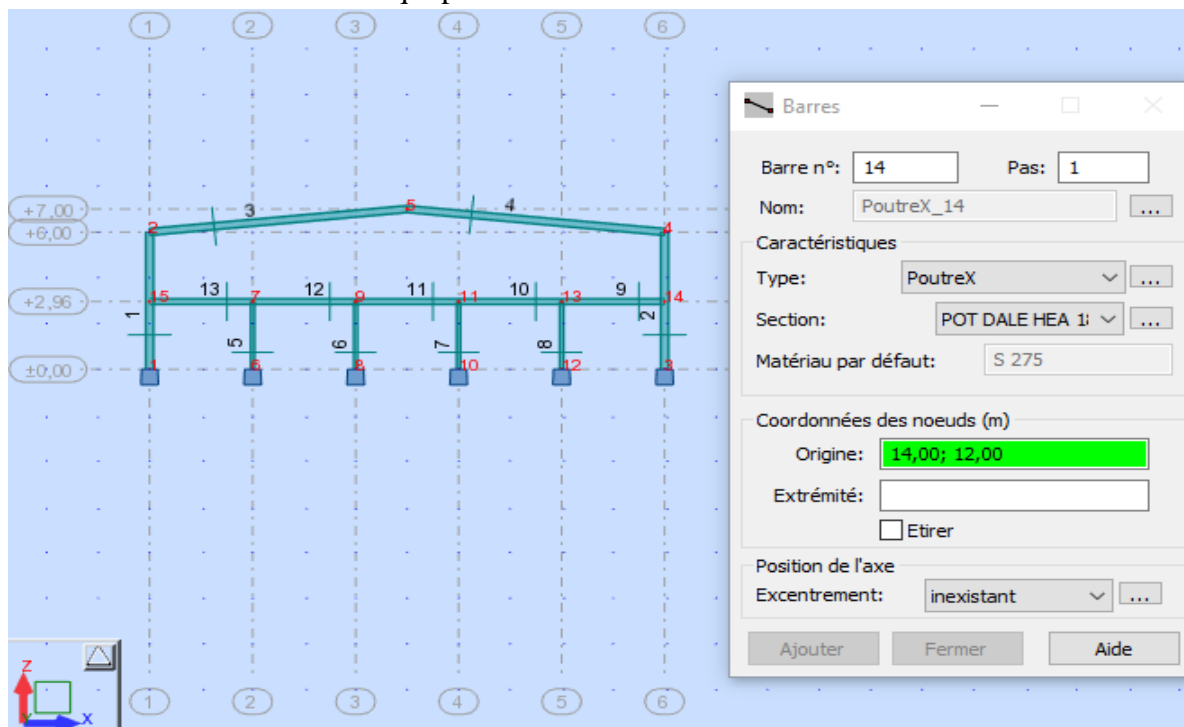 1 2 3 4 5 6
Barres
Barre n°: 14 Pas: 1
Nom: PoutreX_14 ...
Caractéristiques
Type: PoutreX ...
Section: POT DALE HEA ...
Matériau par défaut: S 275
Coordonnées des noeuds (m)
Origine: 14,00; 12,00
Extrémité:
Etirer
Position de l'axe
Excentrement: inexistant ...
Ajouter Fermer Aide
+7,00 3 5 4
+6,00 2 4
+2,96 15 13 7 12 9 11 11 10 13 9 14
1 5 6 7 8 2
±0,00 1 6 8 10 12 3
Z
Y X
1 2 3 4 5 6